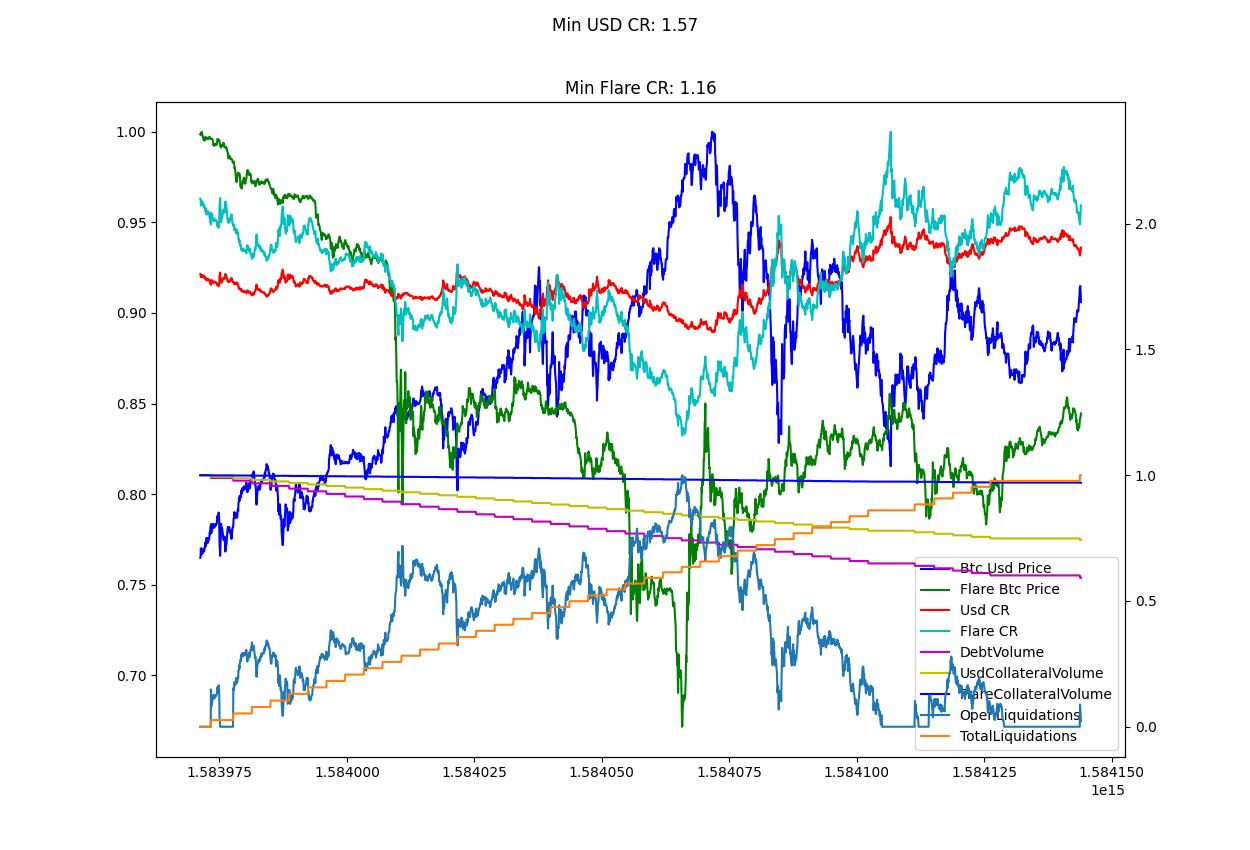 Min USD CR: 1.57
Min Flare CR: 1.16
1.00
0.95
0.90
0.85
0.80
0.75
0.70
2.0
1.5
1.0
0.5
0.0
Btc Usd Price
Flare Btc Price
Usd CR
Flare CR
DebtVolume
UsdCollateralVolume
FlareCollateralVolume
OpenLiquidations
TotalLiquidations
1.583975 1.584000 1.584025 1.584050 1.584075 1.584100 1.584125 1.584150
1e15